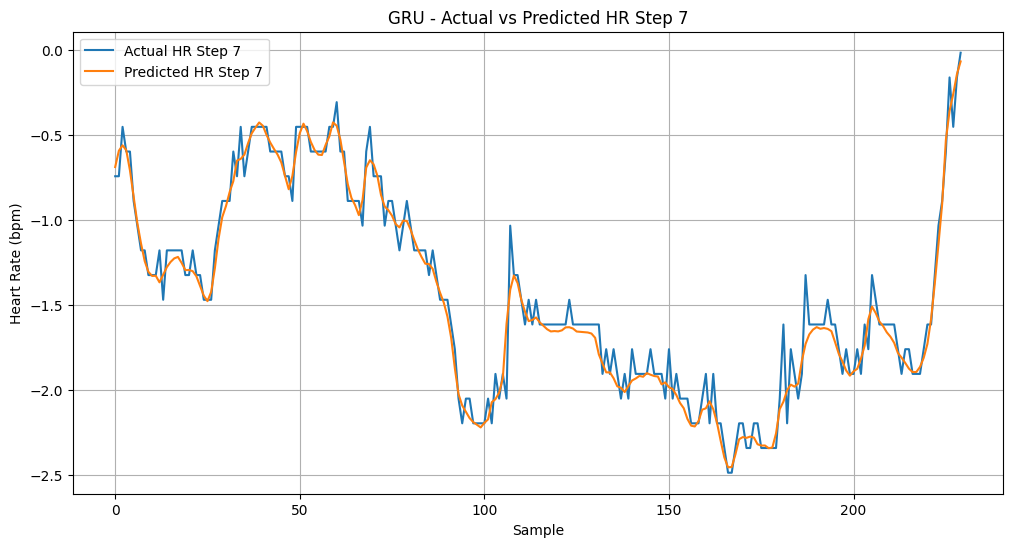 GRU - Actual vs Predicted HR Step 7
Actual HR Step 7
Predicted HR Step 7
Heart Rate (bpm)
0.0
−0.5
−1.0
−1.5
−2.0
−2.5
0 50 100 150 200
Sample